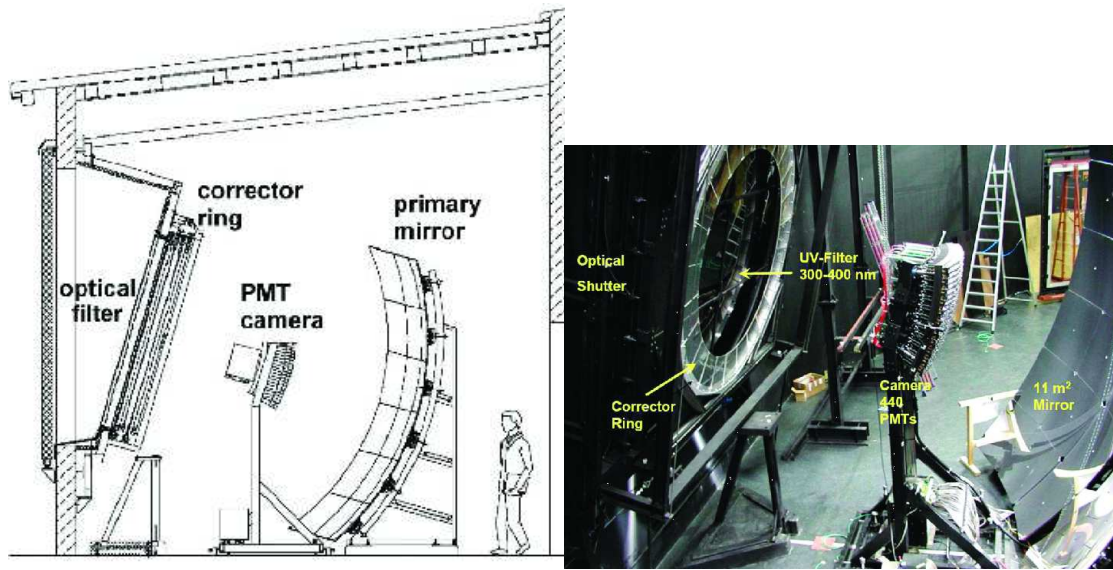 corrector
ring
primary
mirror
optical
filter
PMT
camera
Optical
Shutter
UV-Filter
300-400 nm
Corrector
Ring
Camera
440
PMTs
11 m²
Mirror